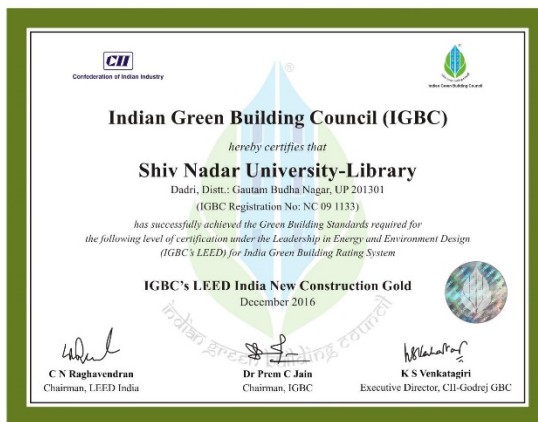 CII
Confederation of Indian Industry
®
Indian Green Building Council
Indian Green Building Council (IGBC)
hereby certifies that
Shiv Nadar University-Library
Dadri, Distt.: Gautam Budha Nagar, UP 201301
(IGBC Registration No: NC 09 1133)
has successfully achieved the Green Building Standards required for
the following level of certification under the Leadership in Energy and Environment Design
(IGBC's LEED) for India Green Building Rating System
IGBC's LEED India New Construction Gold
December 2016
indian green building council
C N Raghavendran
Chairman, LEED India
Dr Prem C Jain
Chairman, IGBC
K S Venkatagiri
Executive Director, CII-Godrej GBC